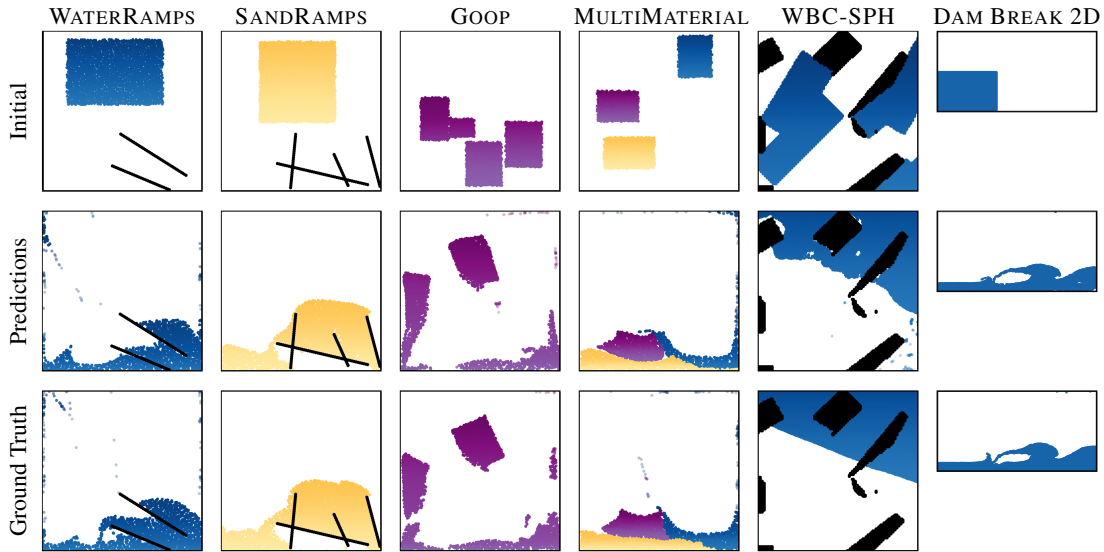 WATERRAMPS SANDRAMPS GOOP MULTIMATERIAL WBC-SPH DAM BREAK 2D
Initial
Predictions
Ground Truth